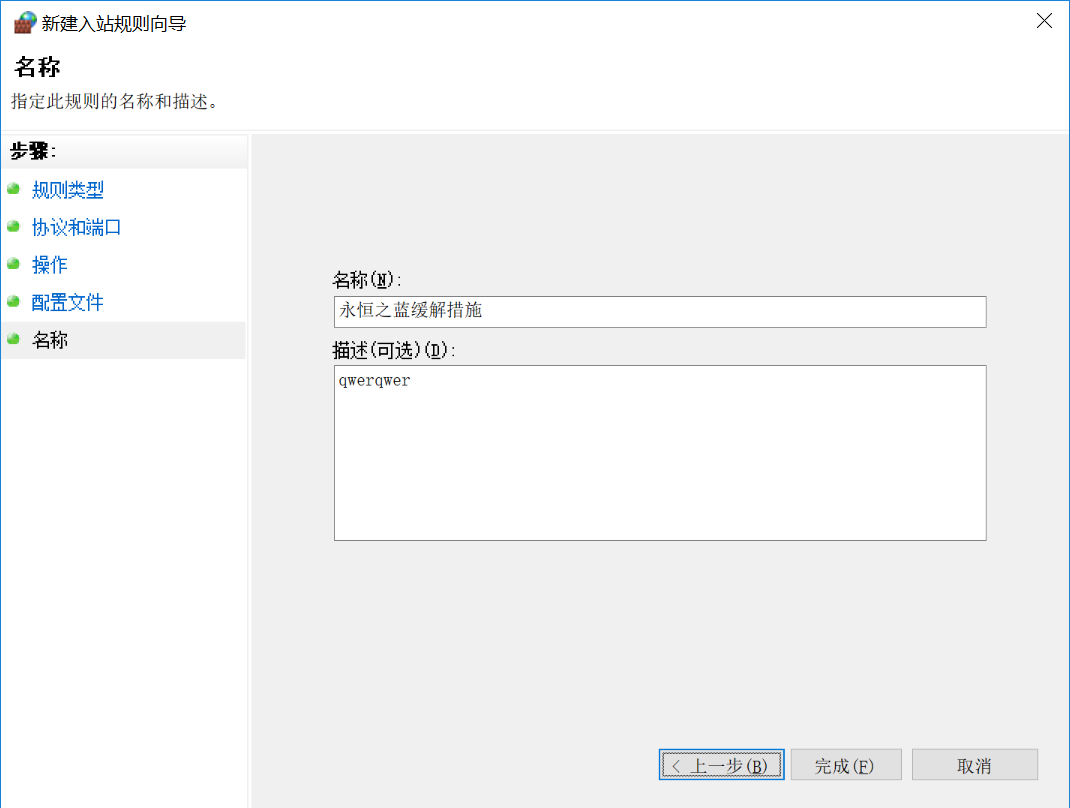 新建入站规则向导
名称
指定此规则的名称和描述。
步骤:
规则类型
协议和端口
操作
配置文件
名称
名称(N):
永恒之蓝缓解措施
描述(可选)(D):
qwerqwer
< 上一步(B)
完成(F)
取消